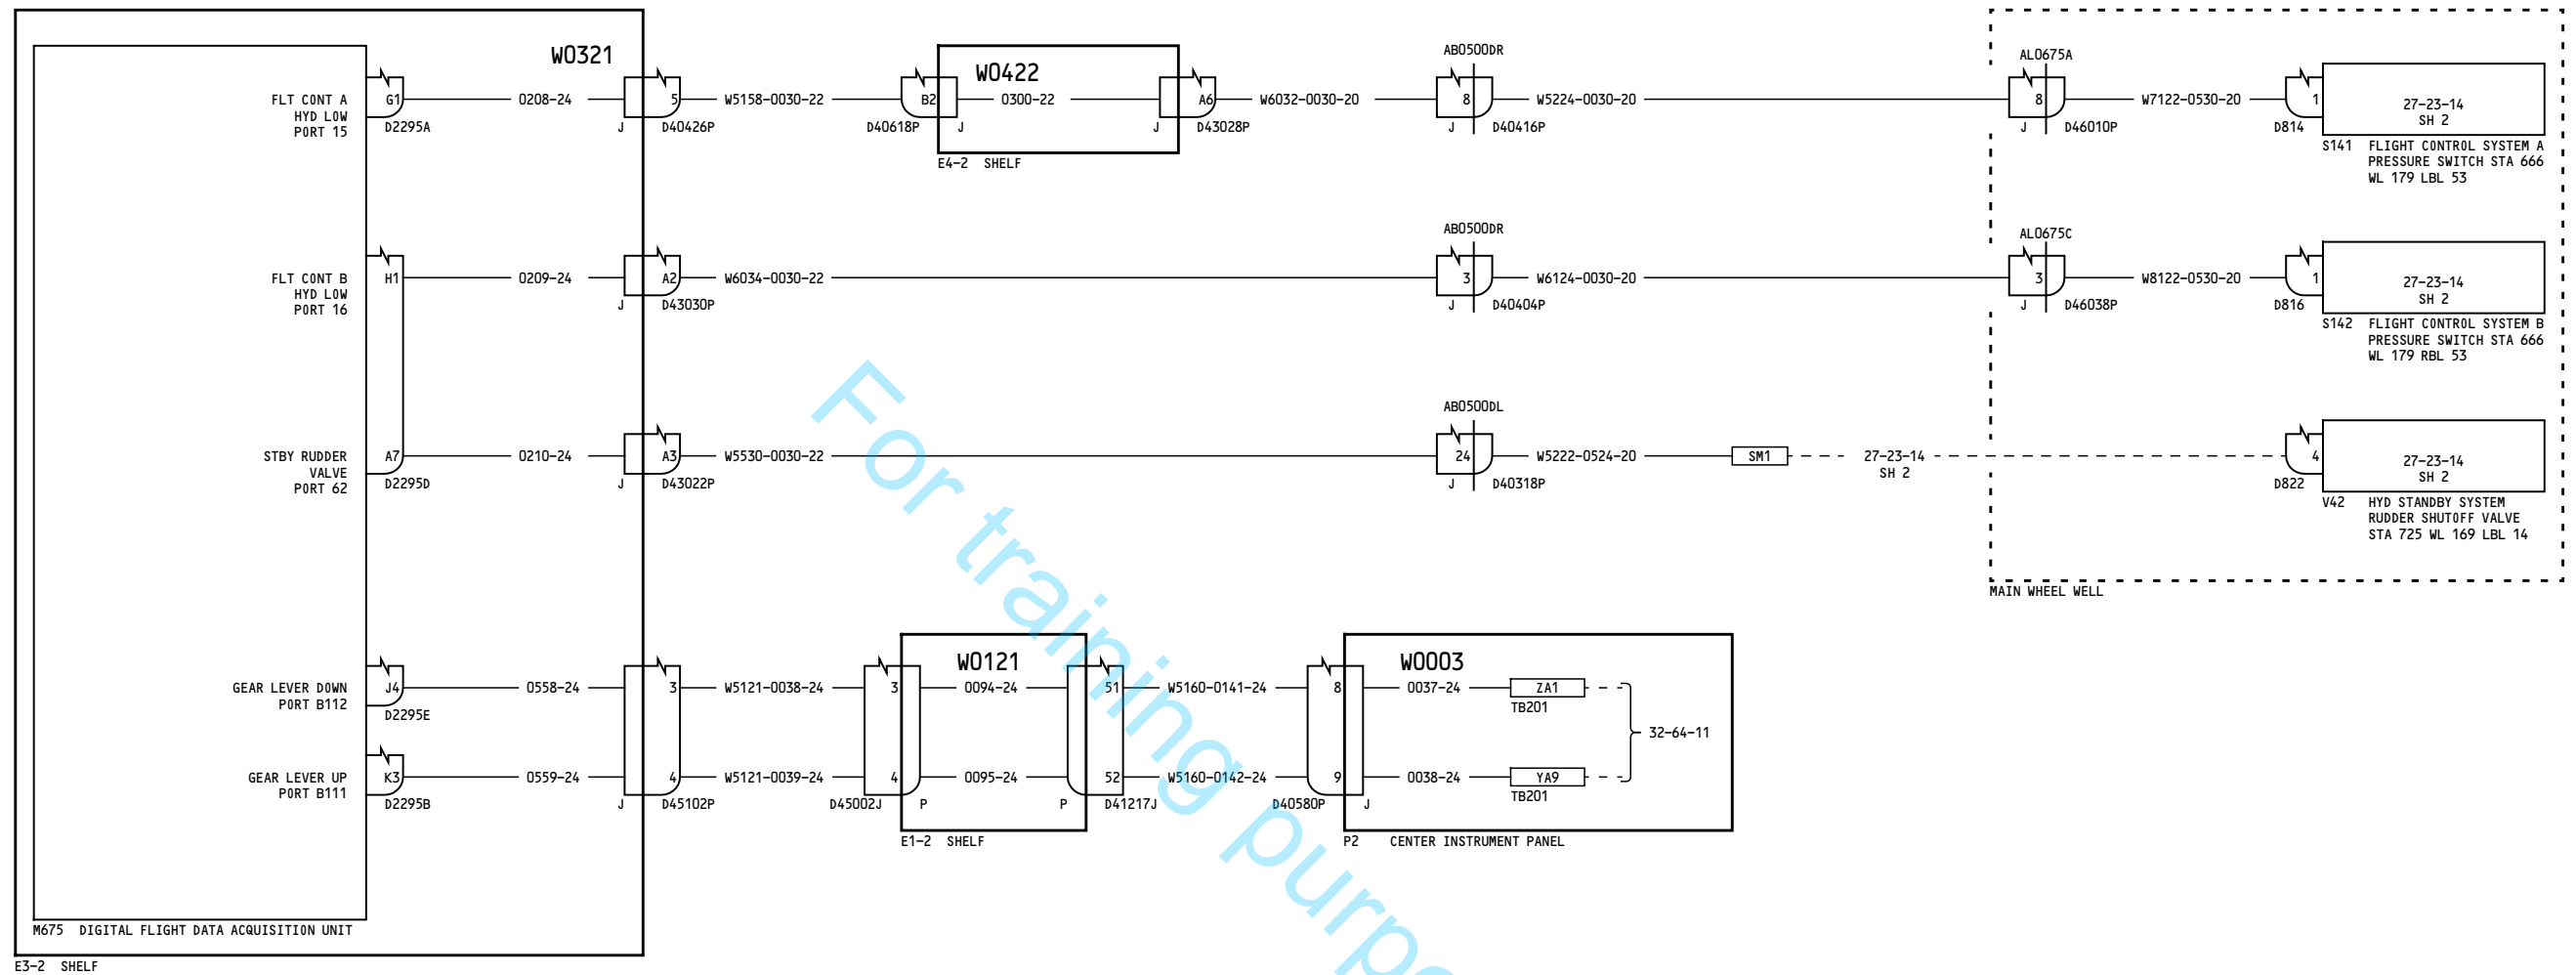 W0321
FLT CONT A
HYD LOW
PORT 15
G1
D2295A
0208-24
J
5
D40426P
W5158-0030-22
B2
D40618P
J
W0422
0300-22
J
A6
D43028P
E4-2 SHELF
W6032-0030-20
AB0500DR
8
J
D40416P
W5224-0030-20
AL0675A
8
J
D46010P
W7122-0530-20
1
D814
27-23-14
SH 2
S141 FLIGHT CONTROL SYSTEM A
PRESSURE SWITCH STA 666
WL 179 LBL 53
FLT CONT B
HYD LOW
PORT 16
H1
0209-24
J
A2
D43030P
W6034-0030-22
AB0500DR
3
J
D40404P
W6124-0030-20
AL0675C
3
J
D46038P
W8122-0530-20
1
D816
27-23-14
SH 2
S142 FLIGHT CONTROL SYSTEM B
PRESSURE SWITCH STA 666
WL 179 RBL 53
STBY RUDDER
VALVE
PORT 62
A7
D2295D
0210-24
J
A3
D43022P
W5530-0030-22
AB0500DL
24
J
D40318P
W5222-0524-20
SM1
27-23-14
SH 2
4
D822
27-23-14
SH 2
V42 HYD STANDBY SYSTEM
RUDDER SHUTOFF VALVE
STA 725 WL 169 LBL 14
MAIN WHEEL WELL
GEAR LEVER DOWN
PORT B112
J4
D2295E
0558-24
3
W5121-0038-24
3
W0121
0094-24
51
W5160-0141-24
8
W0003
0037-24
ZA1
TB201
32-64-11
GEAR LEVER UP
PORT B111
K3
D2295B
0559-24
J
4
D45102P
W5121-0039-24
4
D45002J
P
0095-24
P
52
D41217J
W5160-0142-24
9
D40580P
J
0038-24
YA9
TB201
E1-2 SHELF
P2 CENTER INSTRUMENT PANEL
M675 DIGITAL FLIGHT DATA ACQUISITION UNIT
E3-2 SHELF
For training